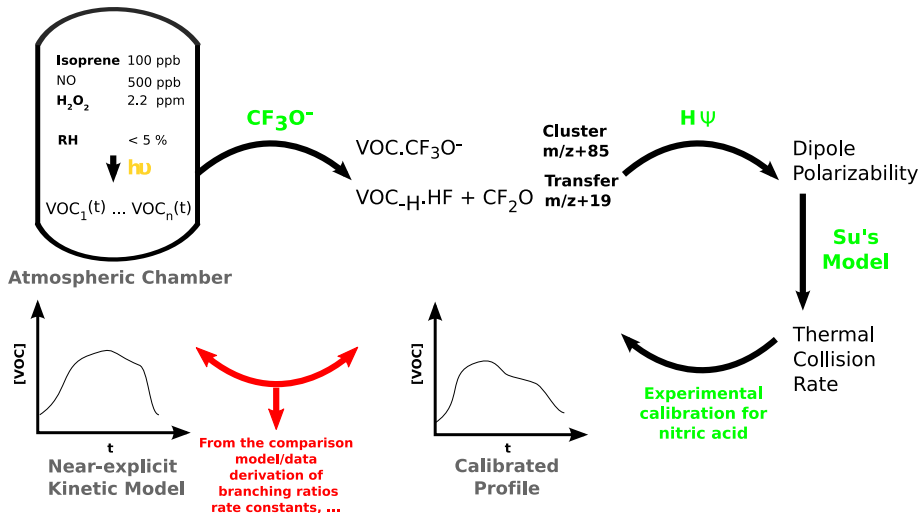 Isoprene 100 ppb
NO 500 ppb
H₂O₂ 2.2 ppm
RH < 5 %
hυ
VOC₁(t) ... VOCₙ(t)
Atmospheric Chamber
CF₃O⁻
VOC.CF₃O⁻
VOC₋H.HF + CF₂O
Cluster
m/z+85
Transfer
m/z+19
H Ψ
Dipole
Polarizability
Su's
Model
Thermal
Collision
Rate
Experimental
calibration for
nitric acid
[VOC]
t
Calibrated
Profile
[VOC]
t
Near-explicit
Kinetic Model
From the comparison
model/data
derivation of
branching ratios
rate constants, ...